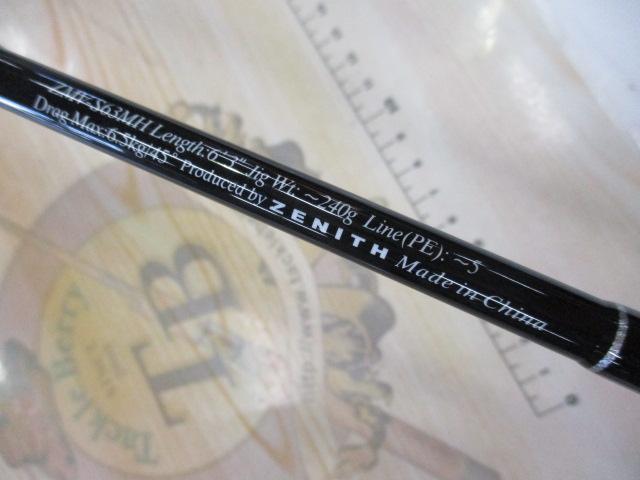 ZMF-S63MH Length:6'3" Jig Wt: ~240g Line(PE): ~5
Drag Max:6.5kg/45° Produced by ZENITH Made in China
Tackle Berry
TB